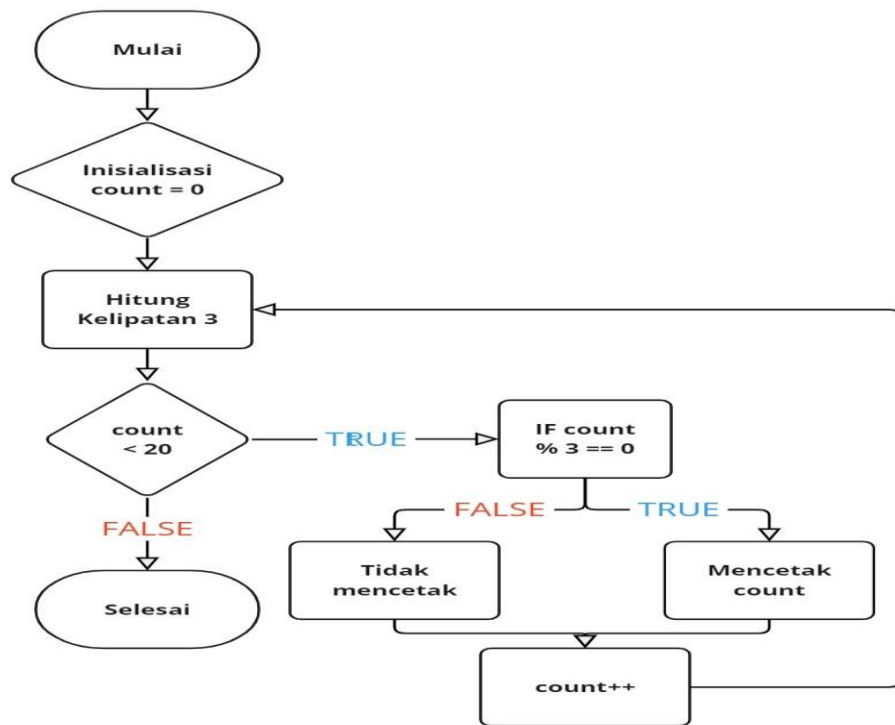 Mulai
Inisialisasi
count = 0
Hitung
Kelipatan 3
count
< 20
TRUE
IF count
% 3 == 0
FALSE
TRUE
FALSE
Tidak
mencetak
Mencetak
count
Selesai
count++